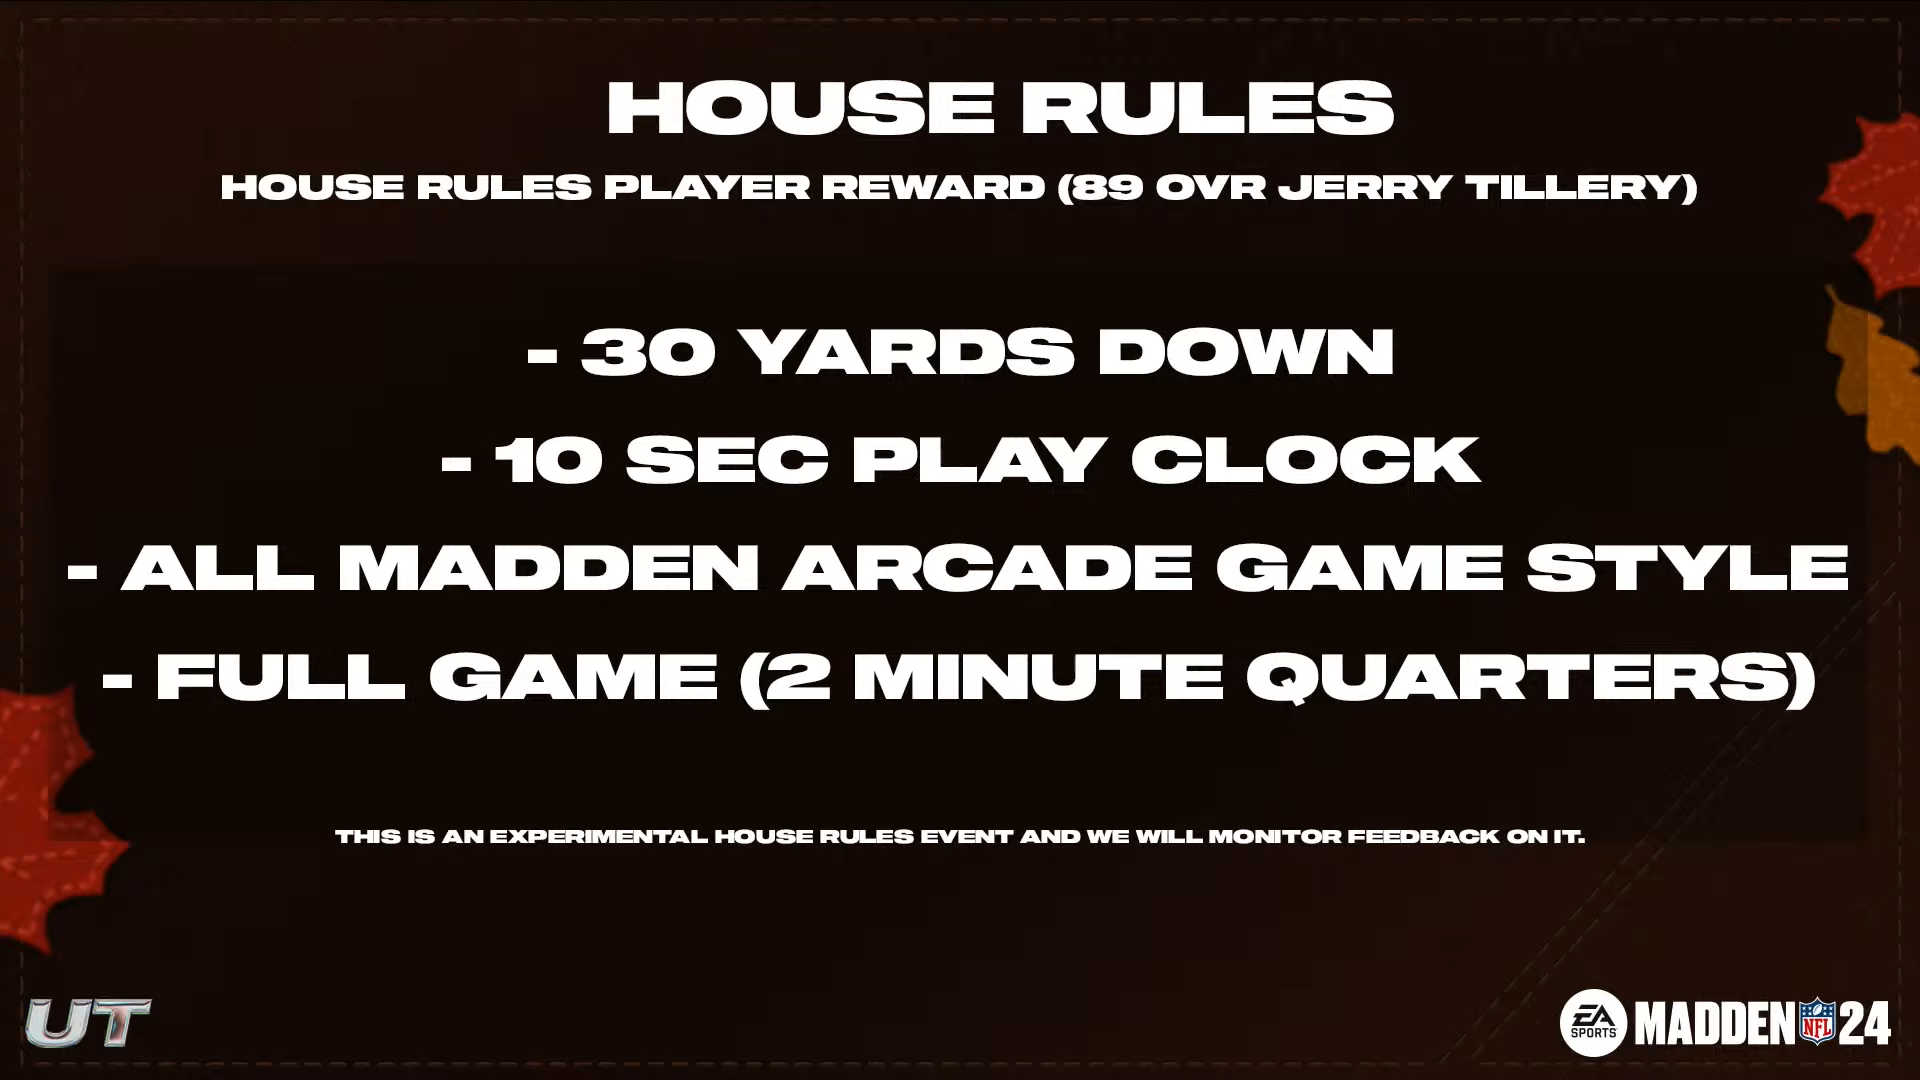 HOUSE RULES
HOUSE RULES PLAYER REWARD (89 OVR JERRY TILLERY)
- 30 YARDS DOWN
- 10 SEC PLAY CLOCK
- ALL MADDEN ARCADE GAME STYLE
- FULL GAME (2 MINUTE QUARTERS)
THIS IS AN EXPERIMENTAL HOUSE RULES EVENT AND WE WILL MONITOR FEEDBACK ON IT.
UT
EA SPORTS MADDEN NFL 24